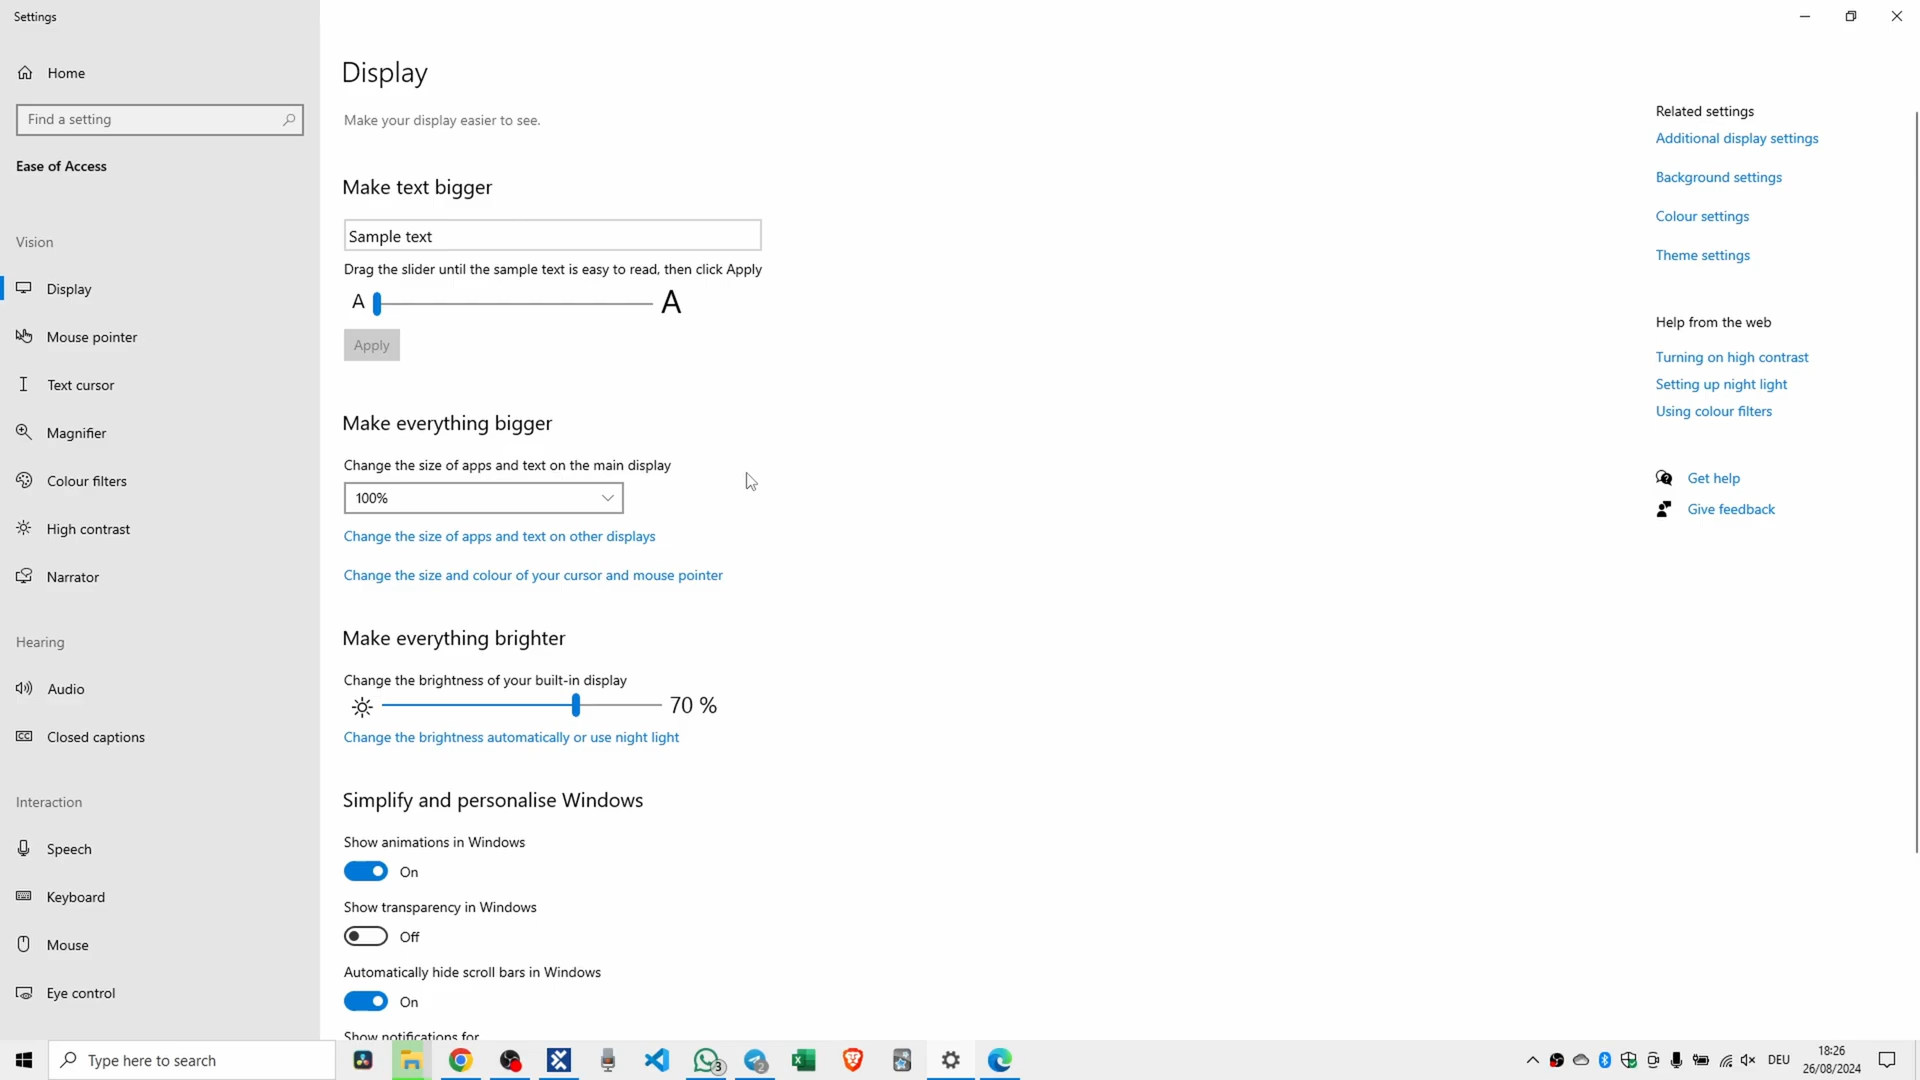 Settings
Home
Find a setting
Ease of Access
Vision
Display
Mouse pointer
Text cursor
Magnifier
Colour filters
High contrast
Narrator
Hearing
Audio
Closed captions
Interaction
Speech
Keyboard
Mouse
Eye control
Display
Make your display easier to see.
Make text bigger
Sample text
Drag the slider until the sample text is easy to read, then click Apply
A A
Apply
Make everything bigger
Change the size of apps and text on the main display
100%
Change the size of apps and text on other displays
Change the size and colour of your cursor and mouse pointer
Make everything brighter
Change the brightness of your built-in display
70 %
Change the brightness automatically or use night light
Simplify and personalise Windows
Show animations in Windows
On
Show transparency in Windows
Off
Automatically hide scroll bars in Windows
On
Show notifications for
Related settings
Additional display settings
Background settings
Colour settings
Theme settings
Help from the web
Turning on high contrast
Setting up night light
Using colour filters
Get help
Give feedback
Type here to search
3
2
DEU
18:26
26/08/2024